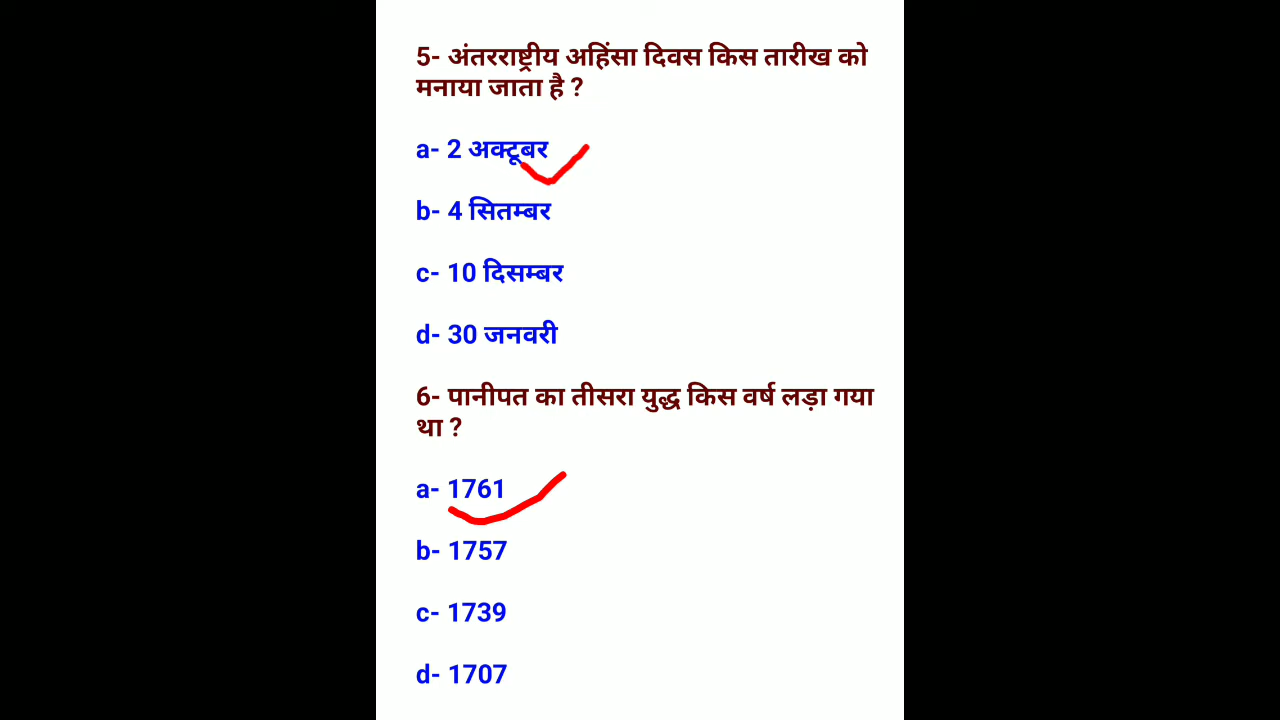 5- अंतरराष्ट्रीय अहिंसा दिवस किस तारीख को
मनाया जाता है ?
a- 2 अक्टूबर
b- 4 सितम्बर
c- 10 दिसम्बर
d- 30 जनवरी
6- पानीपत का तीसरा युद्ध किस वर्ष लड़ा गया
था ?
a- 1761
b- 1757
c- 1739
d- 1707